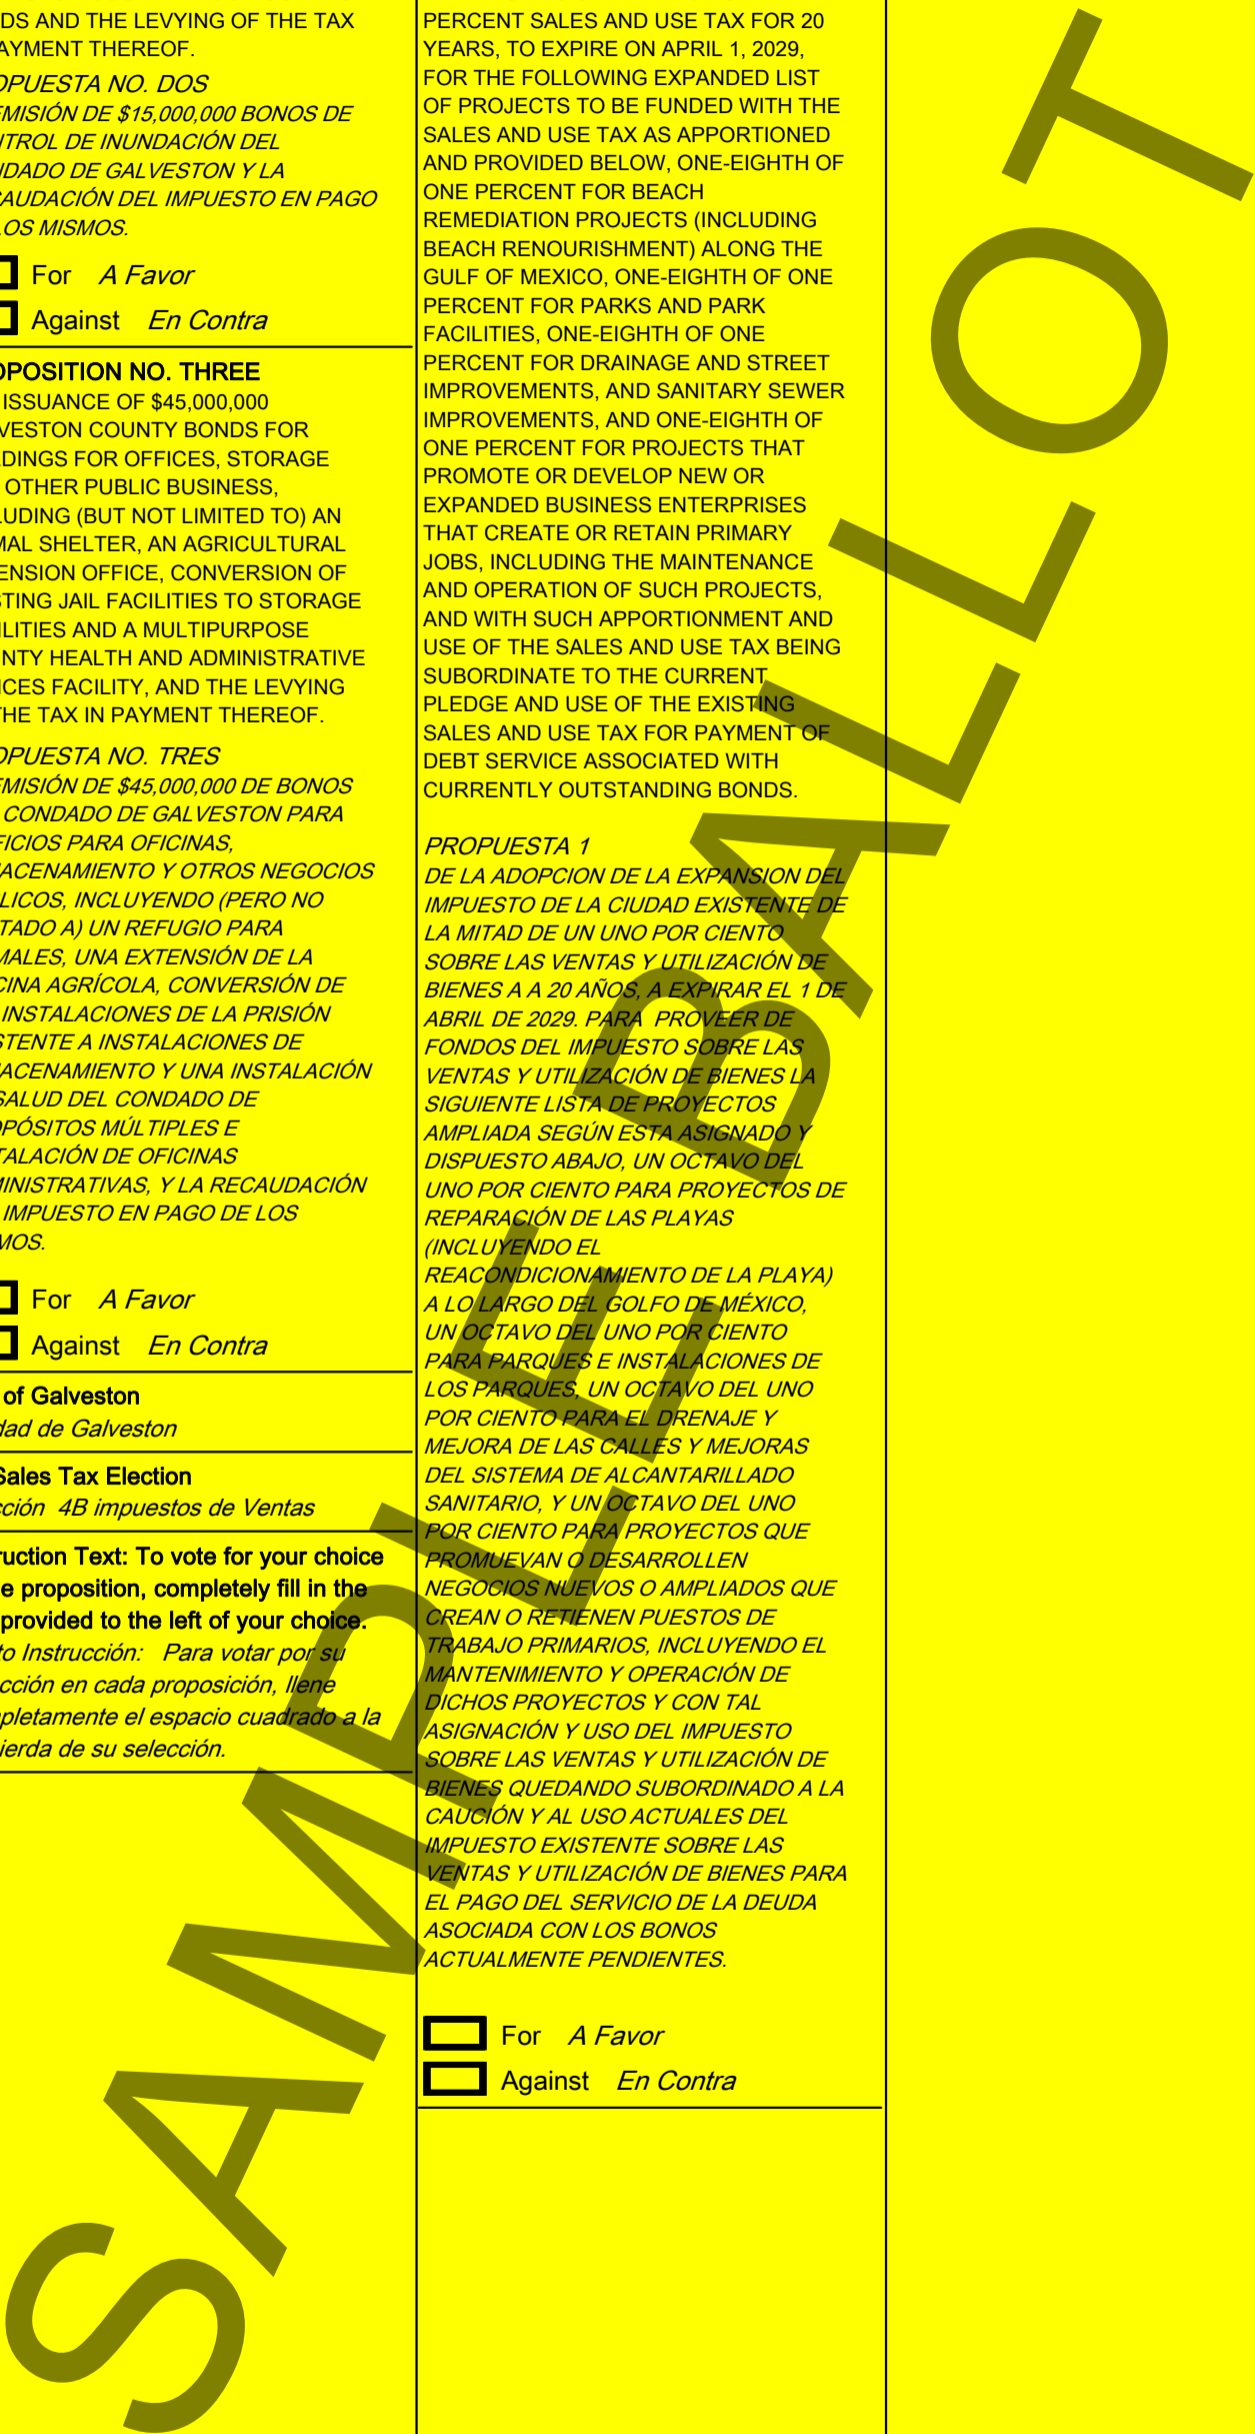 DS AND THE LEVYING OF THE TAX
AYMENT THEREOF.
OPUESTA NO. DOS
EMISIÓN DE $15,000,000 BONOS DE
NTROL DE INUNDACIÓN DEL
NDADO DE GALVESTON Y LA
CAUDACIÓN DEL IMPUESTO EN PAGO
LOS MISMOS.
For A Favor
Against En Contra
OPOSITION NO. THREE
ISSUANCE OF $45,000,000
VESTON COUNTY BONDS FOR
LDINGS FOR OFFICES, STORAGE
OTHER PUBLIC BUSINESS,
LUDING (BUT NOT LIMITED TO) AN
MAL SHELTER, AN AGRICULTURAL
ENSION OFFICE, CONVERSION OF
STING JAIL FACILITIES TO STORAGE
ILITIES AND A MULTIPURPOSE
NTY HEALTH AND ADMINISTRATIVE
ICES FACILITY, AND THE LEVYING
THE TAX IN PAYMENT THEREOF.
OPUESTA NO. TRES
EMISIÓN DE $45,000,000 DE BONOS
CONDADO DE GALVESTON PARA
FICIOS PARA OFICINAS,
ACENAMIENTO Y OTROS NEGOCIOS
LICOS, INCLUYENDO (PERO NO
TADO A) UN REFUGIO PARA
MALES, UNA EXTENSIÓN DE LA
CINA AGRÍCOLA, CONVERSIÓN DE
INSTALACIONES DE LA PRISIÓN
STENTE A INSTALACIONES DE
ACENAMIENTO Y UNA INSTALACIÓN
SALUD DEL CONDADO DE
OPÓSITOS MÚLTIPLES E
TALACIÓN DE OFICINAS
MINISTRATIVAS, Y LA RECAUDACIÓN
IMPUESTO EN PAGO DE LOS
MOS.
For A Favor
Against En Contra
of Galveston
dad de Galveston
Sales Tax Election
cción 4B impuestos de Ventas
ruction Text: To vote for your choice
e proposition, completely fill in the
provided to the left of your choice.
to Instrucción: Para votar por su
cción en cada proposición, llene
pletamente el espacio cuadrado a la
ierda de su selección.
PERCENT SALES AND USE TAX FOR 20
YEARS, TO EXPIRE ON APRIL 1, 2029,
FOR THE FOLLOWING EXPANDED LIST
OF PROJECTS TO BE FUNDED WITH THE
SALES AND USE TAX AS APPORTIONED
AND PROVIDED BELOW, ONE-EIGHTH OF
ONE PERCENT FOR BEACH
REMEDIATION PROJECTS (INCLUDING
BEACH RENOURISHMENT) ALONG THE
GULF OF MEXICO, ONE-EIGHTH OF ONE
PERCENT FOR PARKS AND PARK
FACILITIES, ONE-EIGHTH OF ONE
PERCENT FOR DRAINAGE AND STREET
IMPROVEMENTS, AND SANITARY SEWER
IMPROVEMENTS, AND ONE-EIGHTH OF
ONE PERCENT FOR PROJECTS THAT
PROMOTE OR DEVELOP NEW OR
EXPANDED BUSINESS ENTERPRISES
THAT CREATE OR RETAIN PRIMARY
JOBS, INCLUDING THE MAINTENANCE
AND OPERATION OF SUCH PROJECTS,
AND WITH SUCH APPORTIONMENT AND
USE OF THE SALES AND USE TAX BEING
SUBORDINATE TO THE CURRENT
PLEDGE AND USE OF THE EXISTING
SALES AND USE TAX FOR PAYMENT OF
DEBT SERVICE ASSOCIATED WITH
CURRENTLY OUTSTANDING BONDS.
PROPUESTA 1
DE LA ADOPCION DE LA EXPANSION DEL
IMPUESTO DE LA CIUDAD EXISTENTE DE
LA MITAD DE UN UNO POR CIENTO
SOBRE LAS VENTAS Y UTILIZACIÓN DE
BIENES A A 20 AÑOS, A EXPIRAR EL 1 DE
ABRIL DE 2029. PARA PROVEER DE
FONDOS DEL IMPUESTO SOBRE LAS
VENTAS Y UTILIZACIÓN DE BIENES LA
SIGUIENTE LISTA DE PROYECTOS
AMPLIADA SEGÚN ESTA ASIGNADO Y
DISPUESTO ABAJO, UN OCTAVO DEL
UNO POR CIENTO PARA PROYECTOS DE
REPARACIÓN DE LAS PLAYAS
(INCLUYENDO EL
REACONDICIONAMIENTO DE LA PLAYA)
A LO LARGO DEL GOLFO DE MÉXICO,
UN OCTAVO DEL UNO POR CIENTO
PARA PARQUES E INSTALACIONES DE
LOS PARQUES, UN OCTAVO DEL UNO
POR CIENTO PARA EL DRENAJE Y
MEJORA DE LAS CALLES Y MEJORAS
DEL SISTEMA DE ALCANTARILLADO
SANITARIO, Y UN OCTAVO DEL UNO
POR CIENTO PARA PROYECTOS QUE
PROMUEVAN O DESARROLLEN
NEGOCIOS NUEVOS O AMPLIADOS QUE
CREAN O RETIENEN PUESTOS DE
TRABAJO PRIMARIOS, INCLUYENDO EL
MANTENIMIENTO Y OPERACIÓN DE
DICHOS PROYECTOS Y CON TAL
ASIGNACIÓN Y USO DEL IMPUESTO
SOBRE LAS VENTAS Y UTILIZACIÓN DE
BIENES QUEDANDO SUBORDINADO A LA
CAUCIÓN Y AL USO ACTUALES DEL
IMPUESTO EXISTENTE SOBRE LAS
VENTAS Y UTILIZACIÓN DE BIENES PARA
EL PAGO DEL SERVICIO DE LA DEUDA
ASOCIADA CON LOS BONOS
ACTUALMENTE PENDIENTES.
For A Favor
Against En Contra
SAMPLE BALLOT